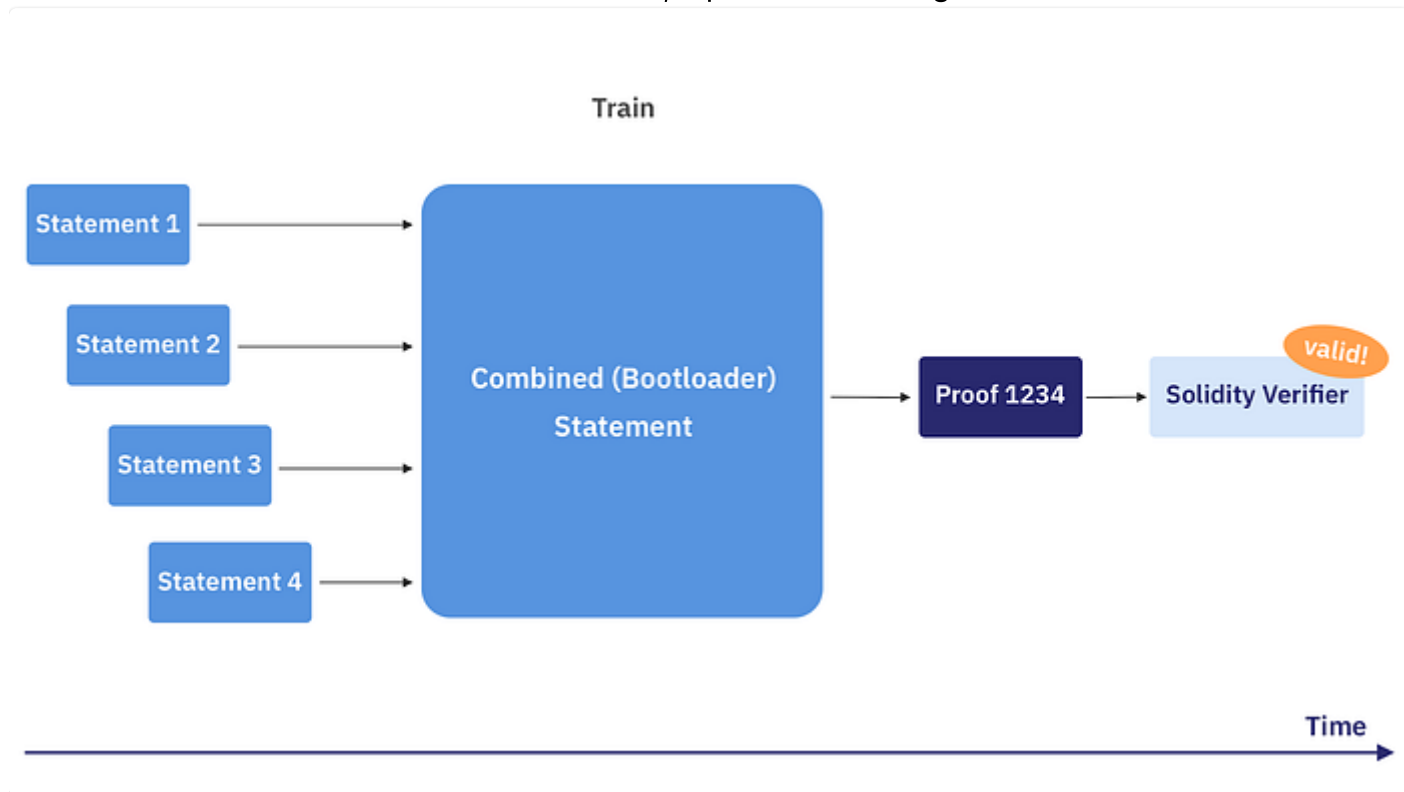 Train
Statement 1
Statement 2
Statement 3
Statement 4
Combined (Bootloader)
Statement
Proof 1234
valid!
Solidity Verifier
Time